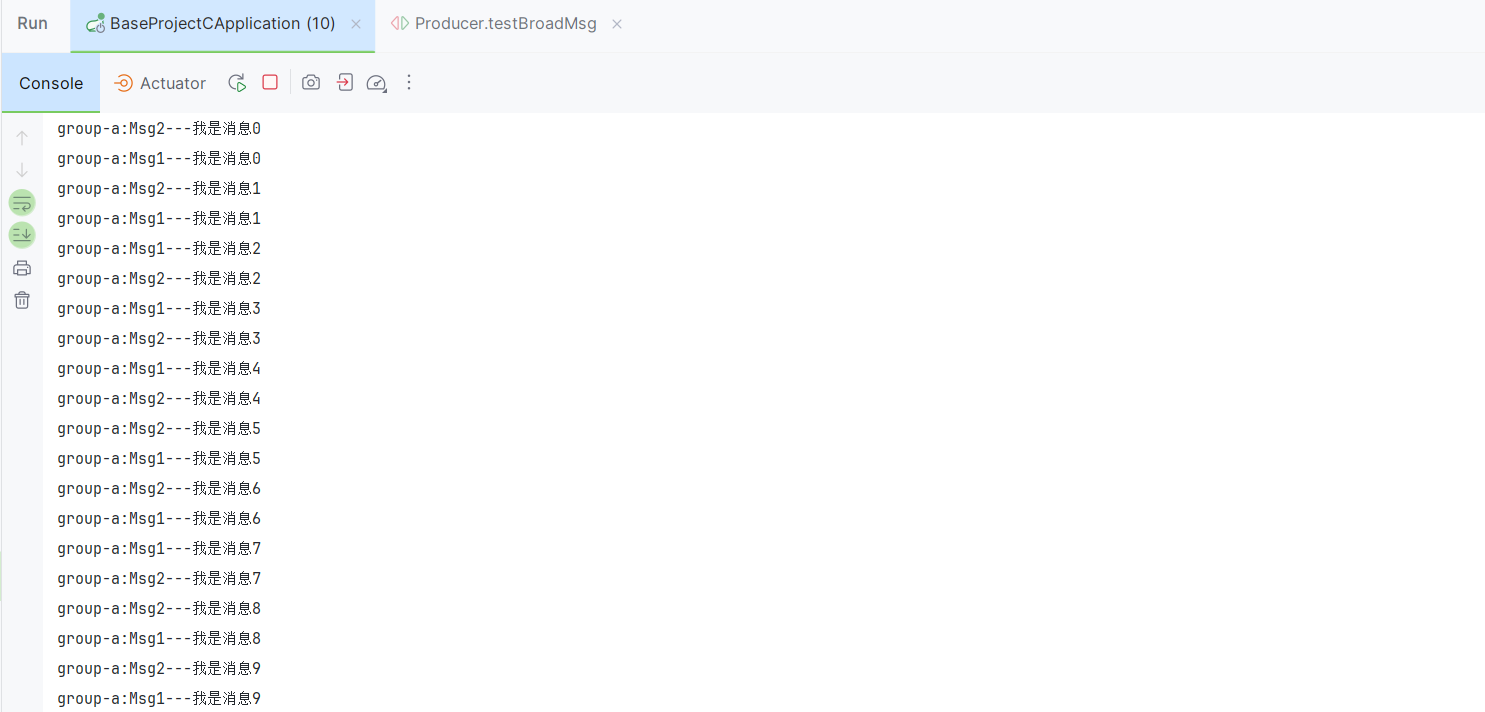 Run BaseProjectCApplication (10) Producer.testBroadMsg
Console Actuator
group-a:Msg2---我是消息0
group-a:Msg1---我是消息0
group-a:Msg2---我是消息1
group-a:Msg1---我是消息1
group-a:Msg1---我是消息2
group-a:Msg2---我是消息2
group-a:Msg1---我是消息3
group-a:Msg2---我是消息3
group-a:Msg1---我是消息4
group-a:Msg2---我是消息4
group-a:Msg2---我是消息5
group-a:Msg1---我是消息5
group-a:Msg2---我是消息6
group-a:Msg1---我是消息6
group-a:Msg1---我是消息7
group-a:Msg2---我是消息7
group-a:Msg2---我是消息8
group-a:Msg1---我是消息8
group-a:Msg2---我是消息9
group-a:Msg1---我是消息9